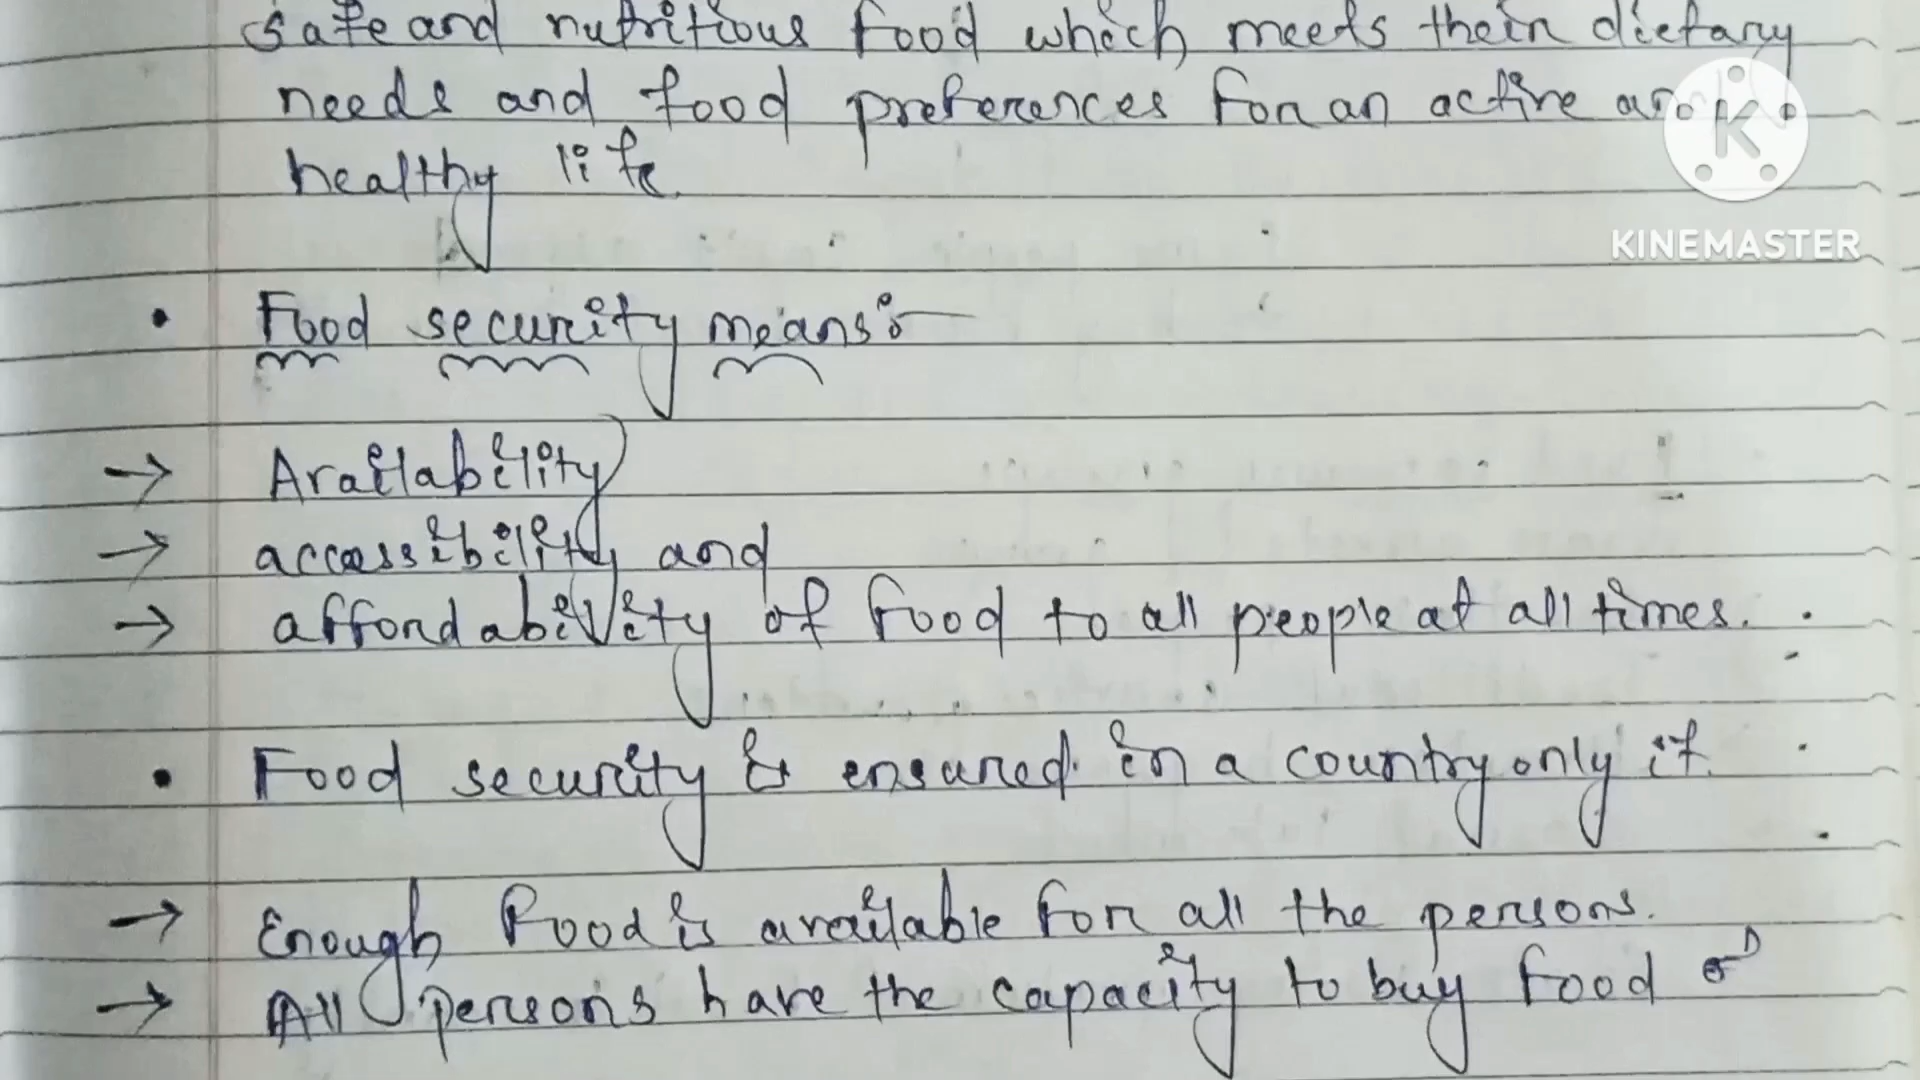 safe and nutritious food which meets their dietary
needs and food preferences for an active and
healthy life.
K
KINEMASTER
• Food security means:-
→ Availability
→ accessibility and
→ affordability of food to all people at all times.
• Food security is ensured in a country only if
→ Enough food is available for all the persons.
→ All persons have the capacity to buy food